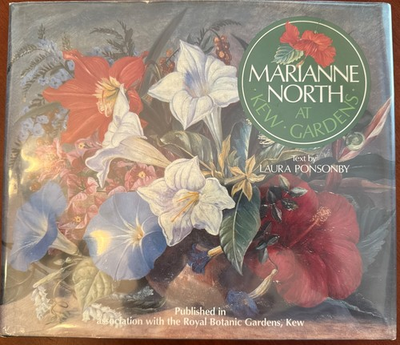 MARIANNE
NORTH
AT
·KEW·GARDENS·
Text by
LAURA PONSONBY
Published in
association with the Royal Botanic Gardens, Kew